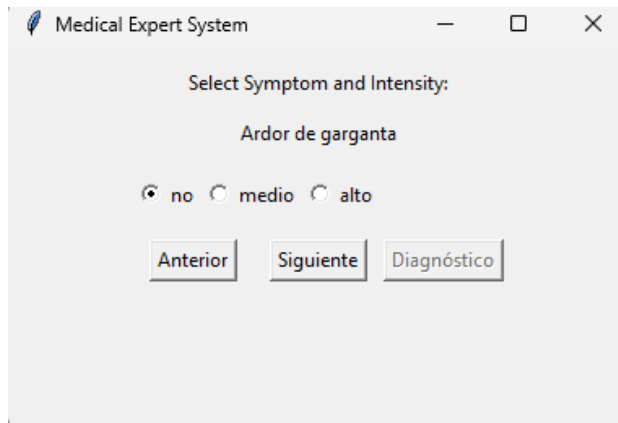 Medical Expert System
Select Symptom and Intensity:
Ardor de garganta
no medio alto
Anterior Siguiente Diagnóstico